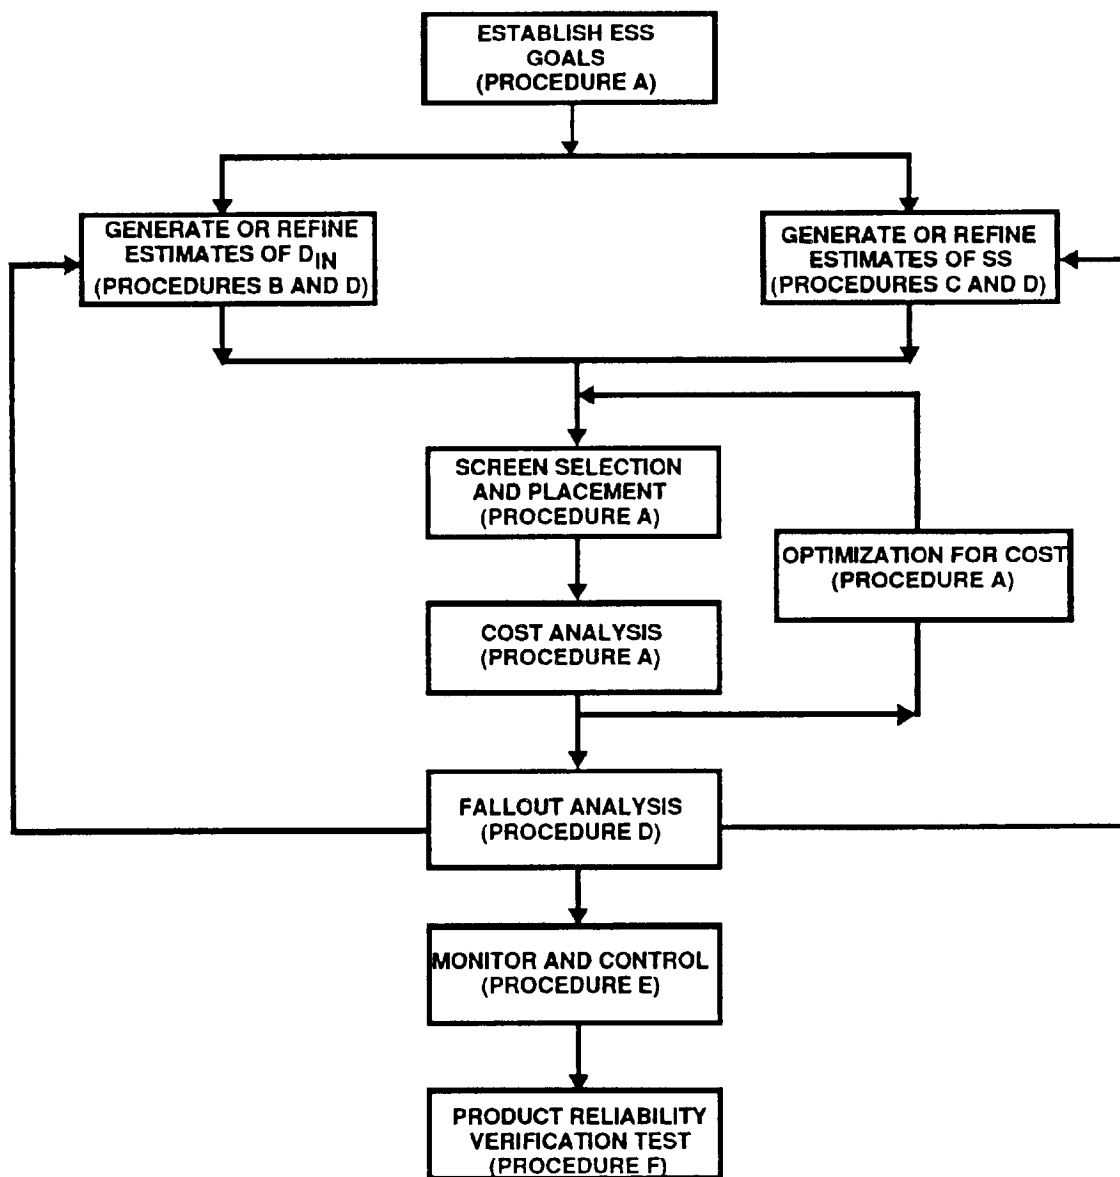 ESTABLISH ESS
GOALS
(PROCEDURE A)
GENERATE OR REFINE
ESTIMATES OF DIN
(PROCEDURES B AND D)
GENERATE OR REFINE
ESTIMATES OF SS
(PROCEDURES C AND D)
SCREEN SELECTION
AND PLACEMENT
(PROCEDURE A)
OPTIMIZATION FOR COST
(PROCEDURE A)
COST ANALYSIS
(PROCEDURE A)
FALLOUT ANALYSIS
(PROCEDURE D)
MONITOR AND CONTROL
(PROCEDURE E)
PRODUCT RELIABILITY
VERIFICATION TEST
(PROCEDURE F)